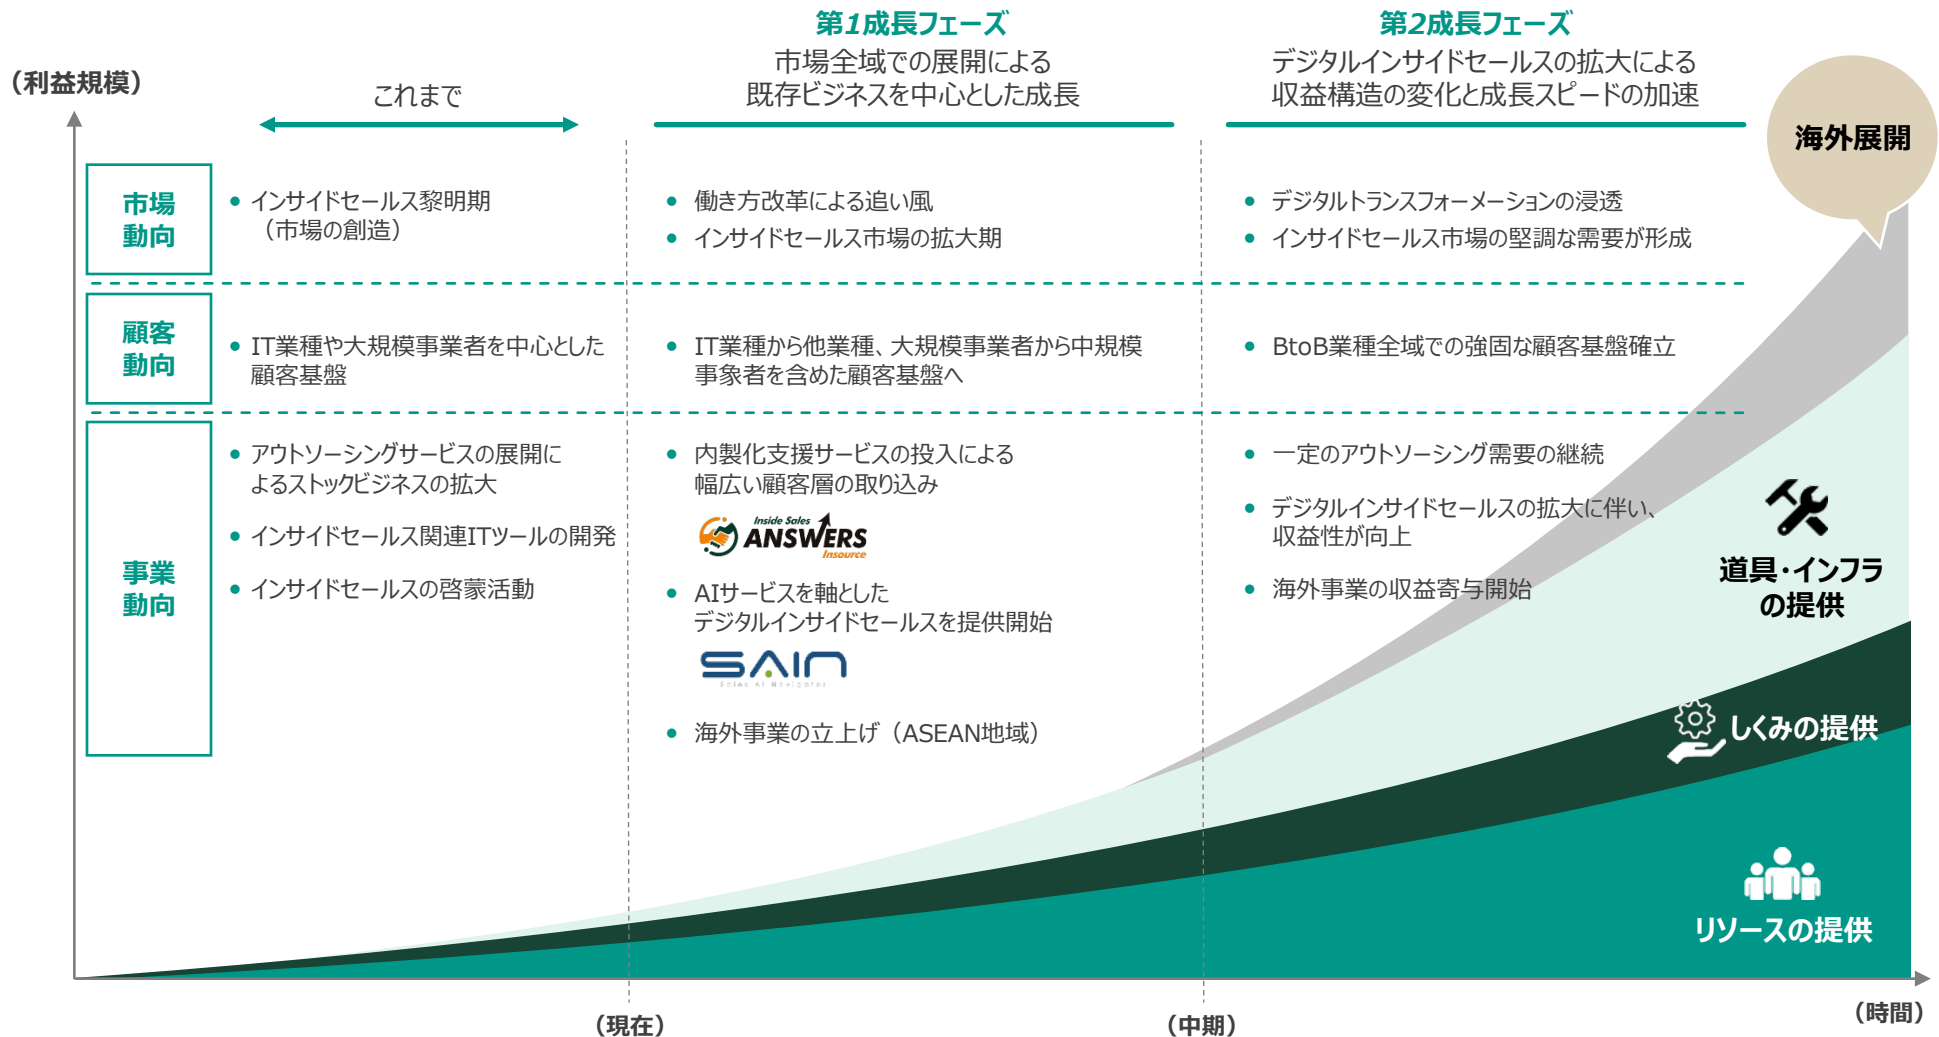 第1成長フェーズ
市場全域での展開による
既存ビジネスを中心とした成長
第2成長フェーズ
デジタルインサイドセールスの拡大による
収益構造の変化と成長スピードの加速
（利益規模）
これまで
海外展開
市場
動向
• インサイドセールス黎明期
（市場の創造）
• 働き方改革による追い風
• インサイドセールス市場の拡大期
• デジタルトランスフォーメーションの浸透
• インサイドセールス市場の堅調な需要が形成
顧客
動向
• IT業種や大規模事業者を中心とした
顧客基盤
• IT業種から他業種、大規模事業者から中規模
事象者を含めた顧客基盤へ
• BtoB業種全域での強固な顧客基盤確立
事業
動向
• アウトソーシングサービスの展開に
よるストックビジネスの拡大
• インサイドセールス関連ITツールの開発
• インサイドセールスの啓蒙活動
• 内製化支援サービスの投入による
幅広い顧客層の取り込み
Inside Sales
ANSWERS
Insource
• AIサービスを軸とした
デジタルインサイドセールスを提供開始
SAIN
Sales AI Navigator
• 海外事業の立上げ（ASEAN地域）
• 一定のアウトソーシング需要の継続
• デジタルインサイドセールスの拡大に伴い、
収益性が向上
• 海外事業の収益寄与開始
道具・インフラ
の提供
しくみの提供
リソースの提供
（現在）
（中期）
（時間）